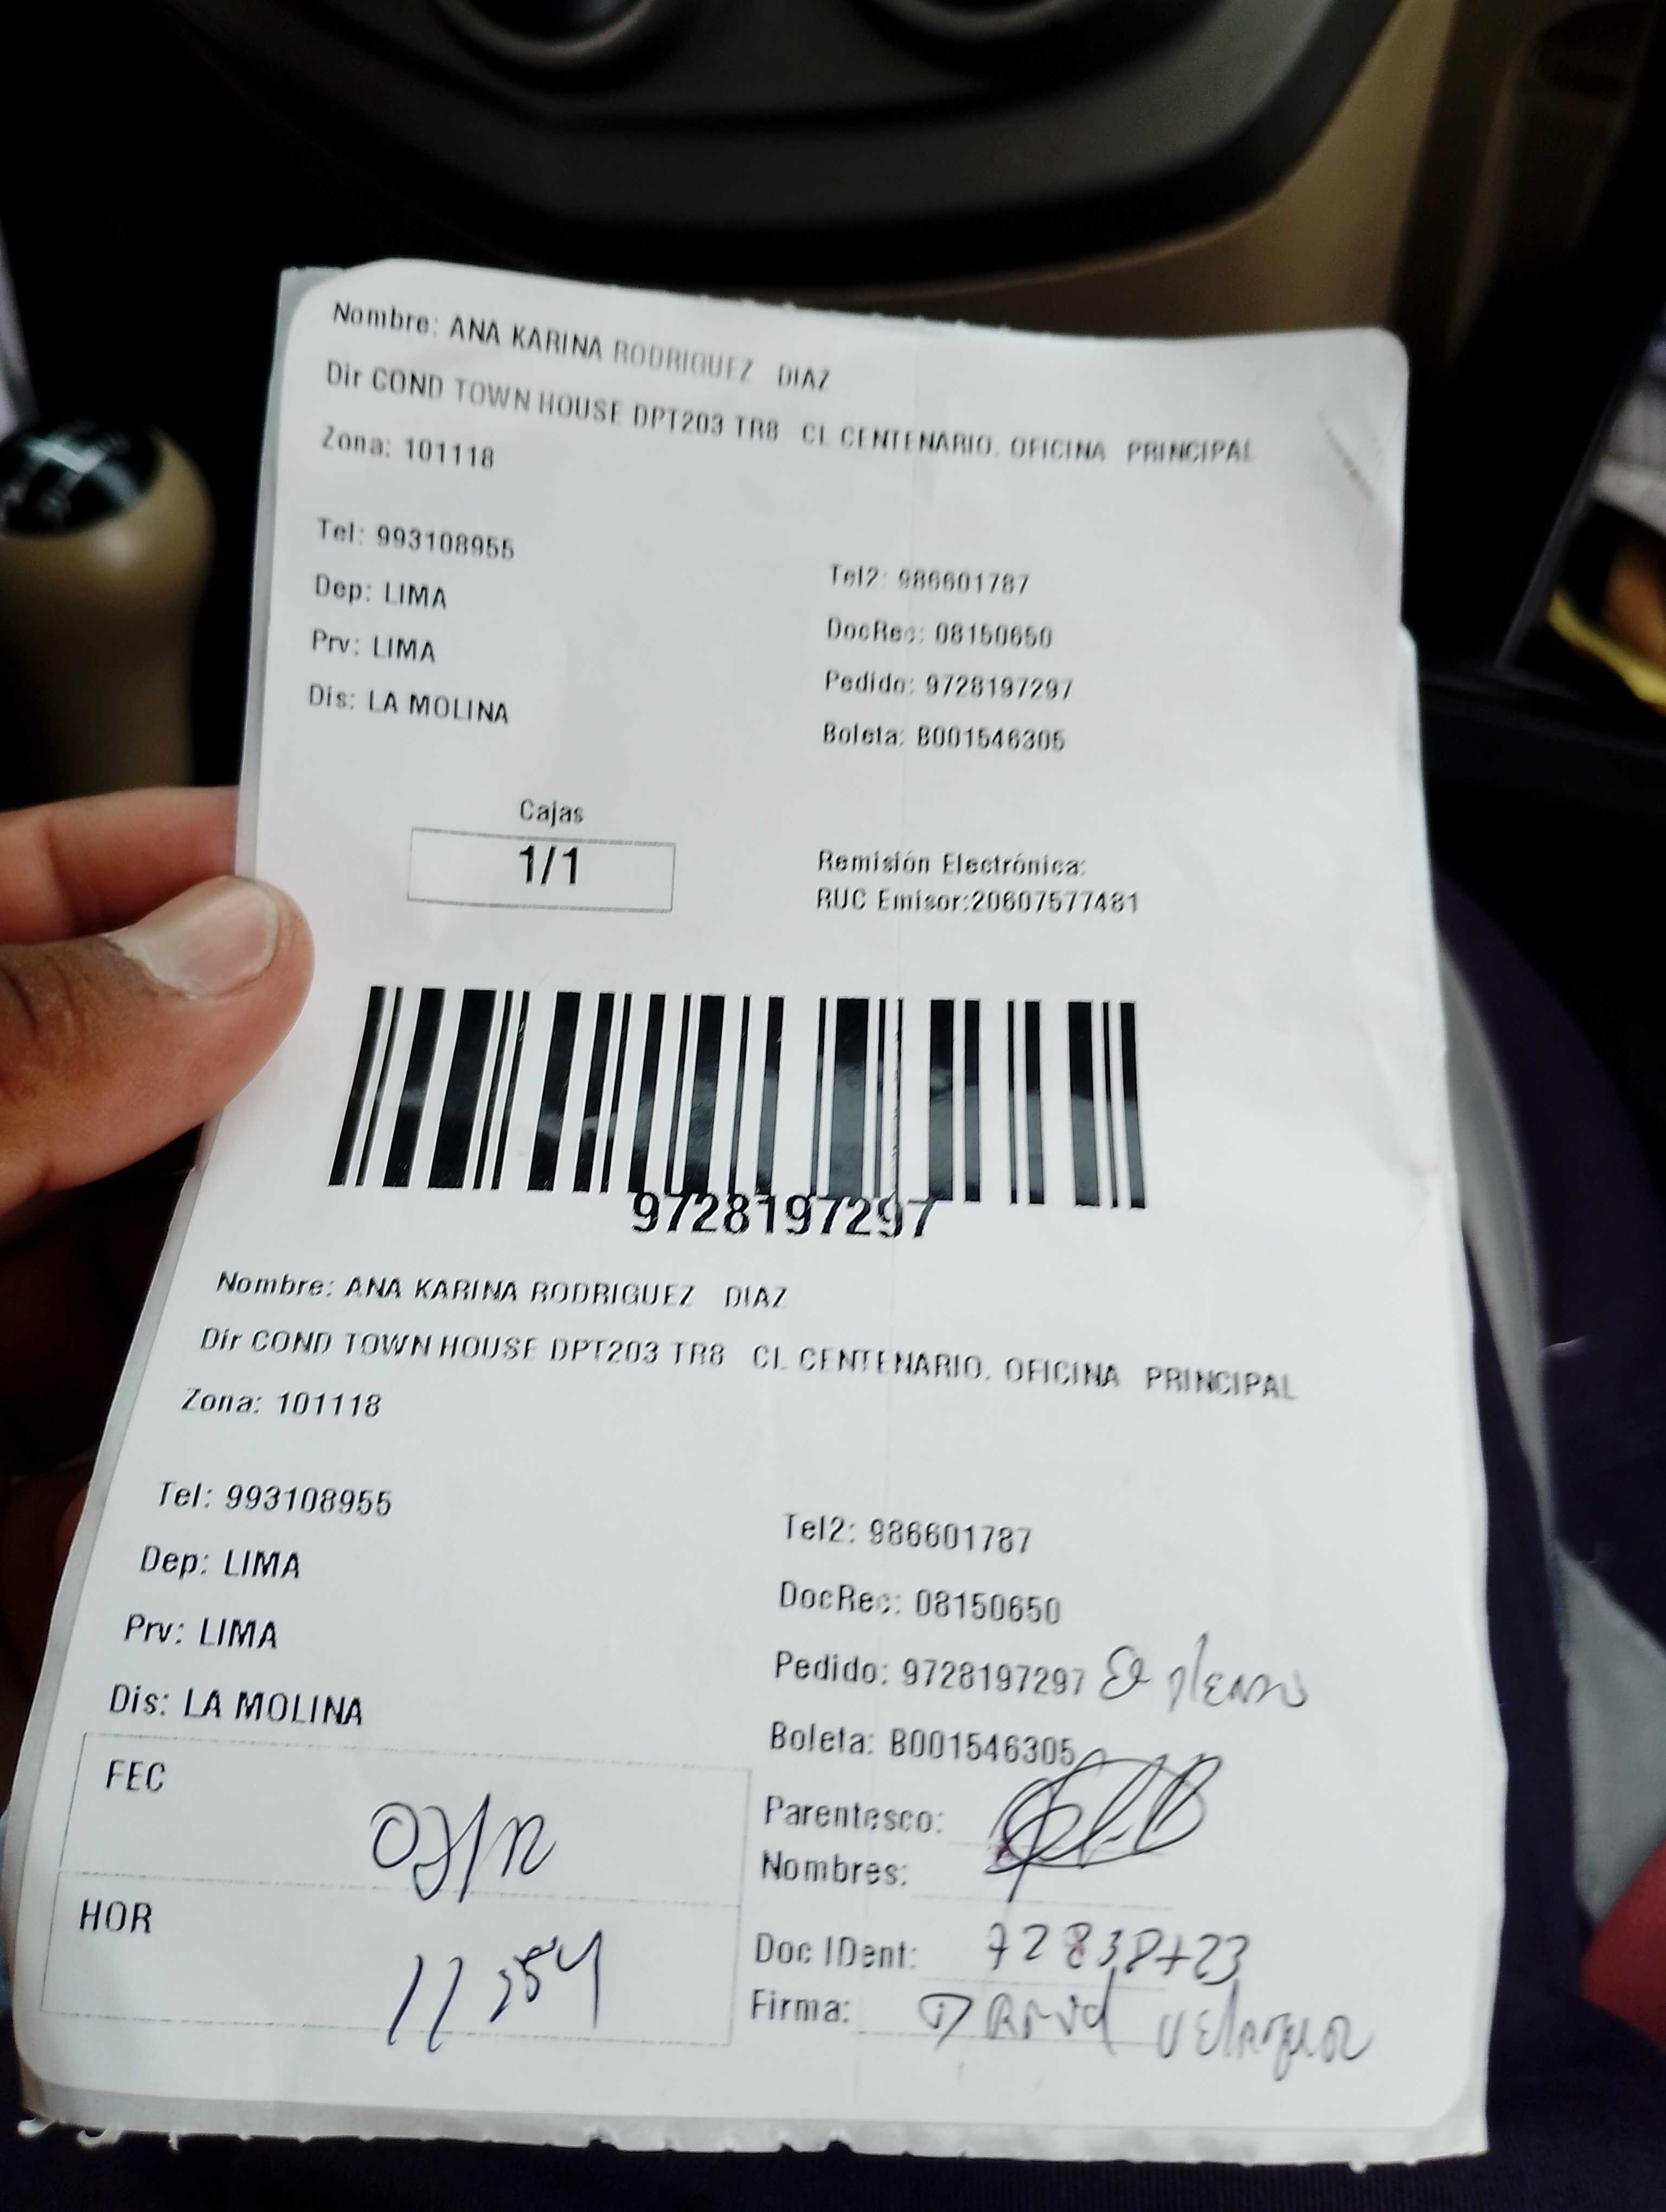 Nombre: ANA KARINA RODRIGUEZ DIAZ
Dir COND TOWN HOUSE DPT203 TR8 CL CENTENARIO. OFICINA PRINCIPAL
Zona: 101118
Tel: 993108955
Tel2: 986601787
Dep: LIMA
DocRec: 08150650
Prv: LIMA
Pedido: 9728197297
Dis: LA MOLINA
Boleta: B001546305
Cajas
1/1
Remisión Electrónica:
RUC Emisor:20607577481
9728197297
Nombre: ANA KARINA RODRIGUEZ DIAZ
Dir COND TOWN HOUSE DPT203 TR8 CL CENTENARIO. OFICINA PRINCIPAL
Zona: 101118
Tel: 993108955
Tel2: 986601787
Dep: LIMA
DocRec: 08150650
Prv: LIMA
Pedido: 9728197297
Dis: LA MOLINA
Boleta: B001546305
FEC
Parentesco:
Nombres:
HOR 11:54
Doc IDent: 72838723
Firma: David